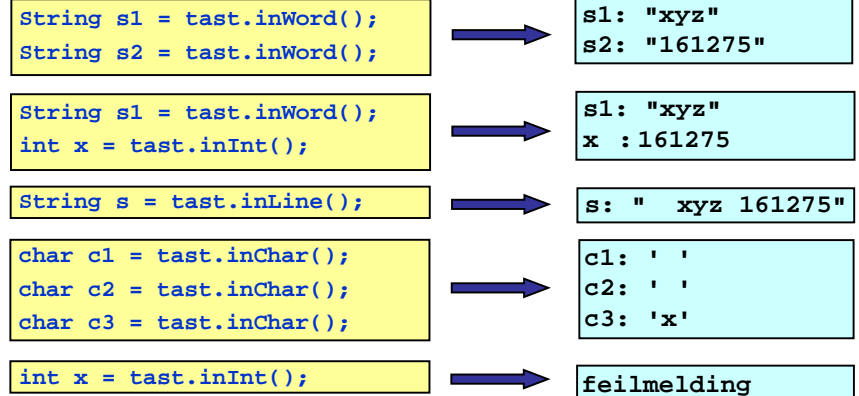 String s1 = tast.inWord();
String s2 = tast.inWord();
s1: "xyz"
s2: "161275"
String s1 = tast.inWord();
int x = tast.inInt();
s1: "xyz"
x : 161275
String s = tast.inLine();
s: "  xyz 161275"
char c1 = tast.inChar();
char c2 = tast.inChar();
char c3 = tast.inChar();
c1: ' '
c2: ' '
c3: 'x'
int x = tast.inInt();
feilmelding